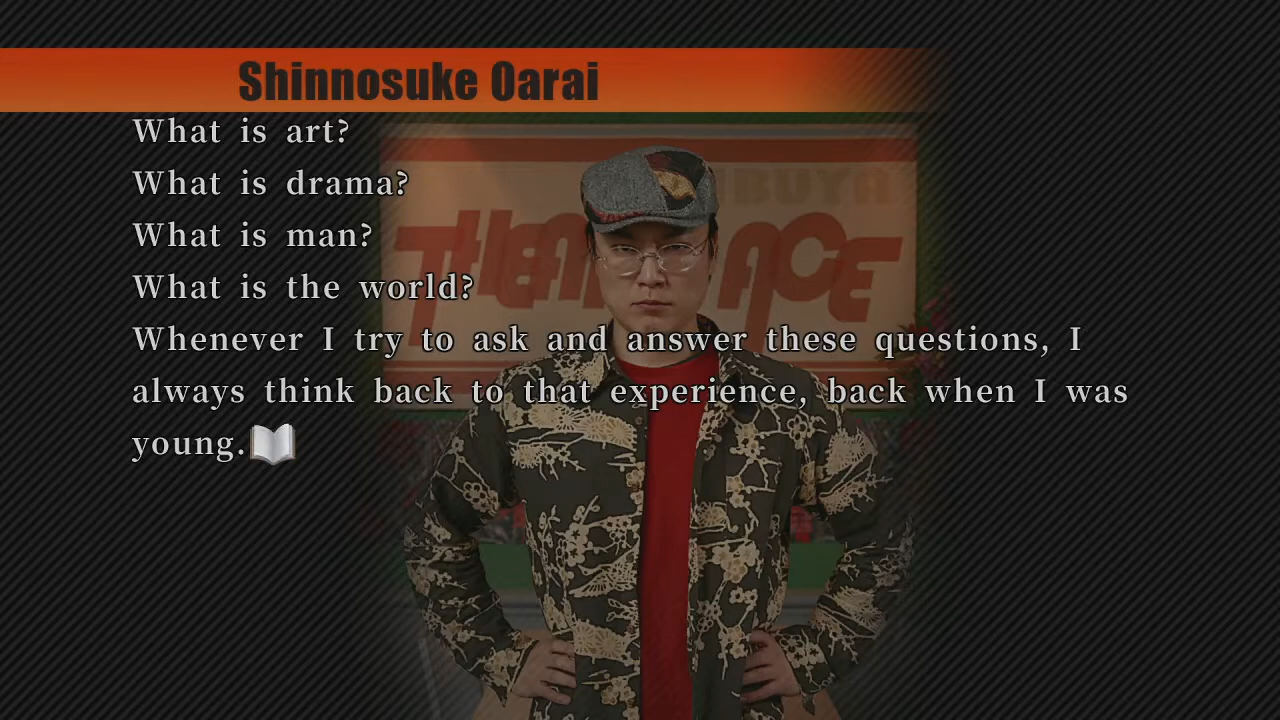 Shinnosuke Oarai
What is art?
What is drama?
What is man?
What is the world?
Whenever I try to ask and answer these questions, I
always think back to that experience, back when I was
young.